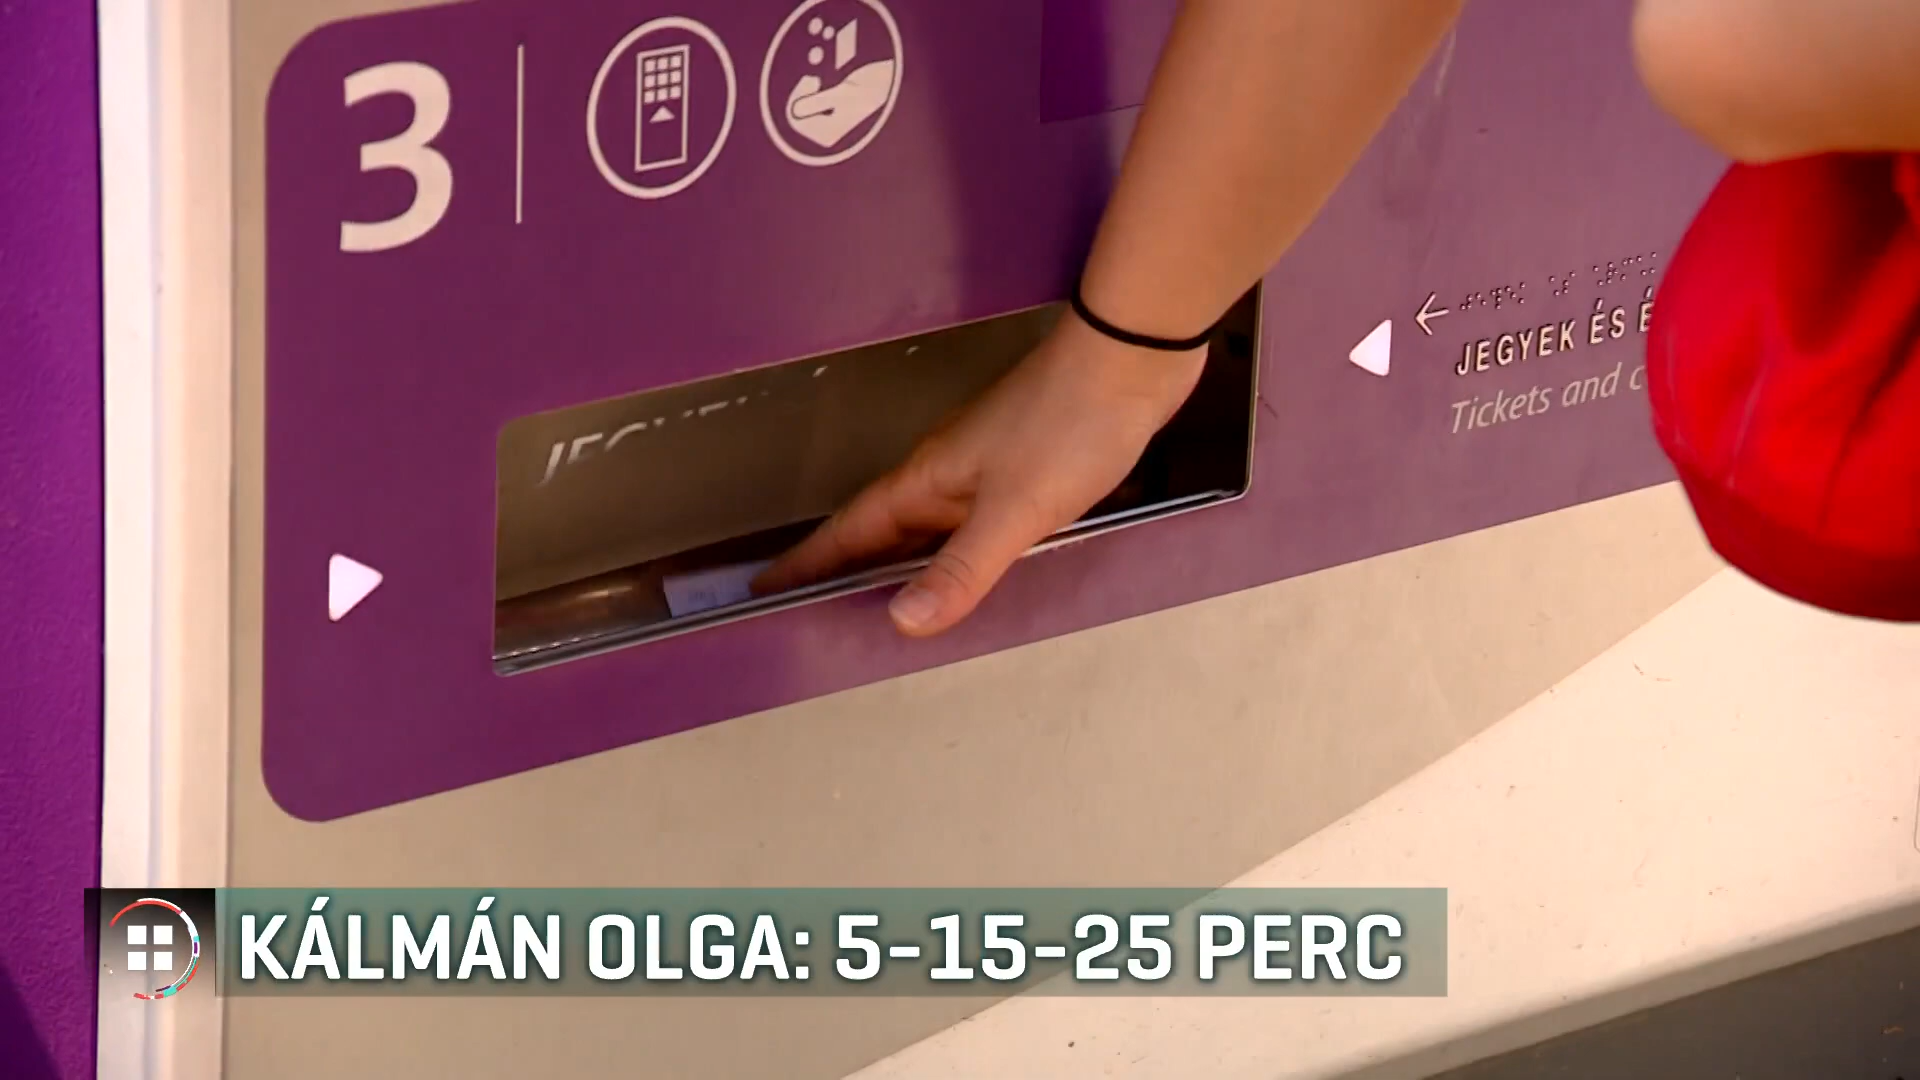 3
JEGYEK ÉS
Tickets and
KÁLMÁN OLGA: 5-15-25 PERC